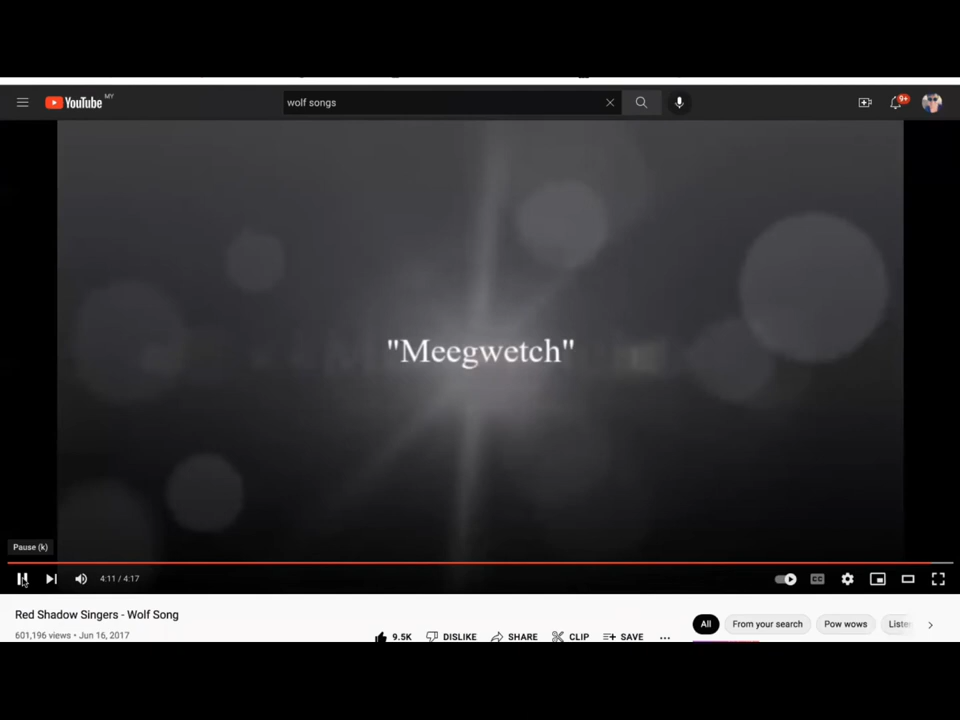 YouTube MY
wolf songs
9+
"Meegwetch"
Pause (k)
4:11 / 4:17
CC
Red Shadow Singers - Wolf Song
601,196 views • Jun 16, 2017
9.5K DISLIKE SHARE CLIP SAVE ...
All From your search Pow wows